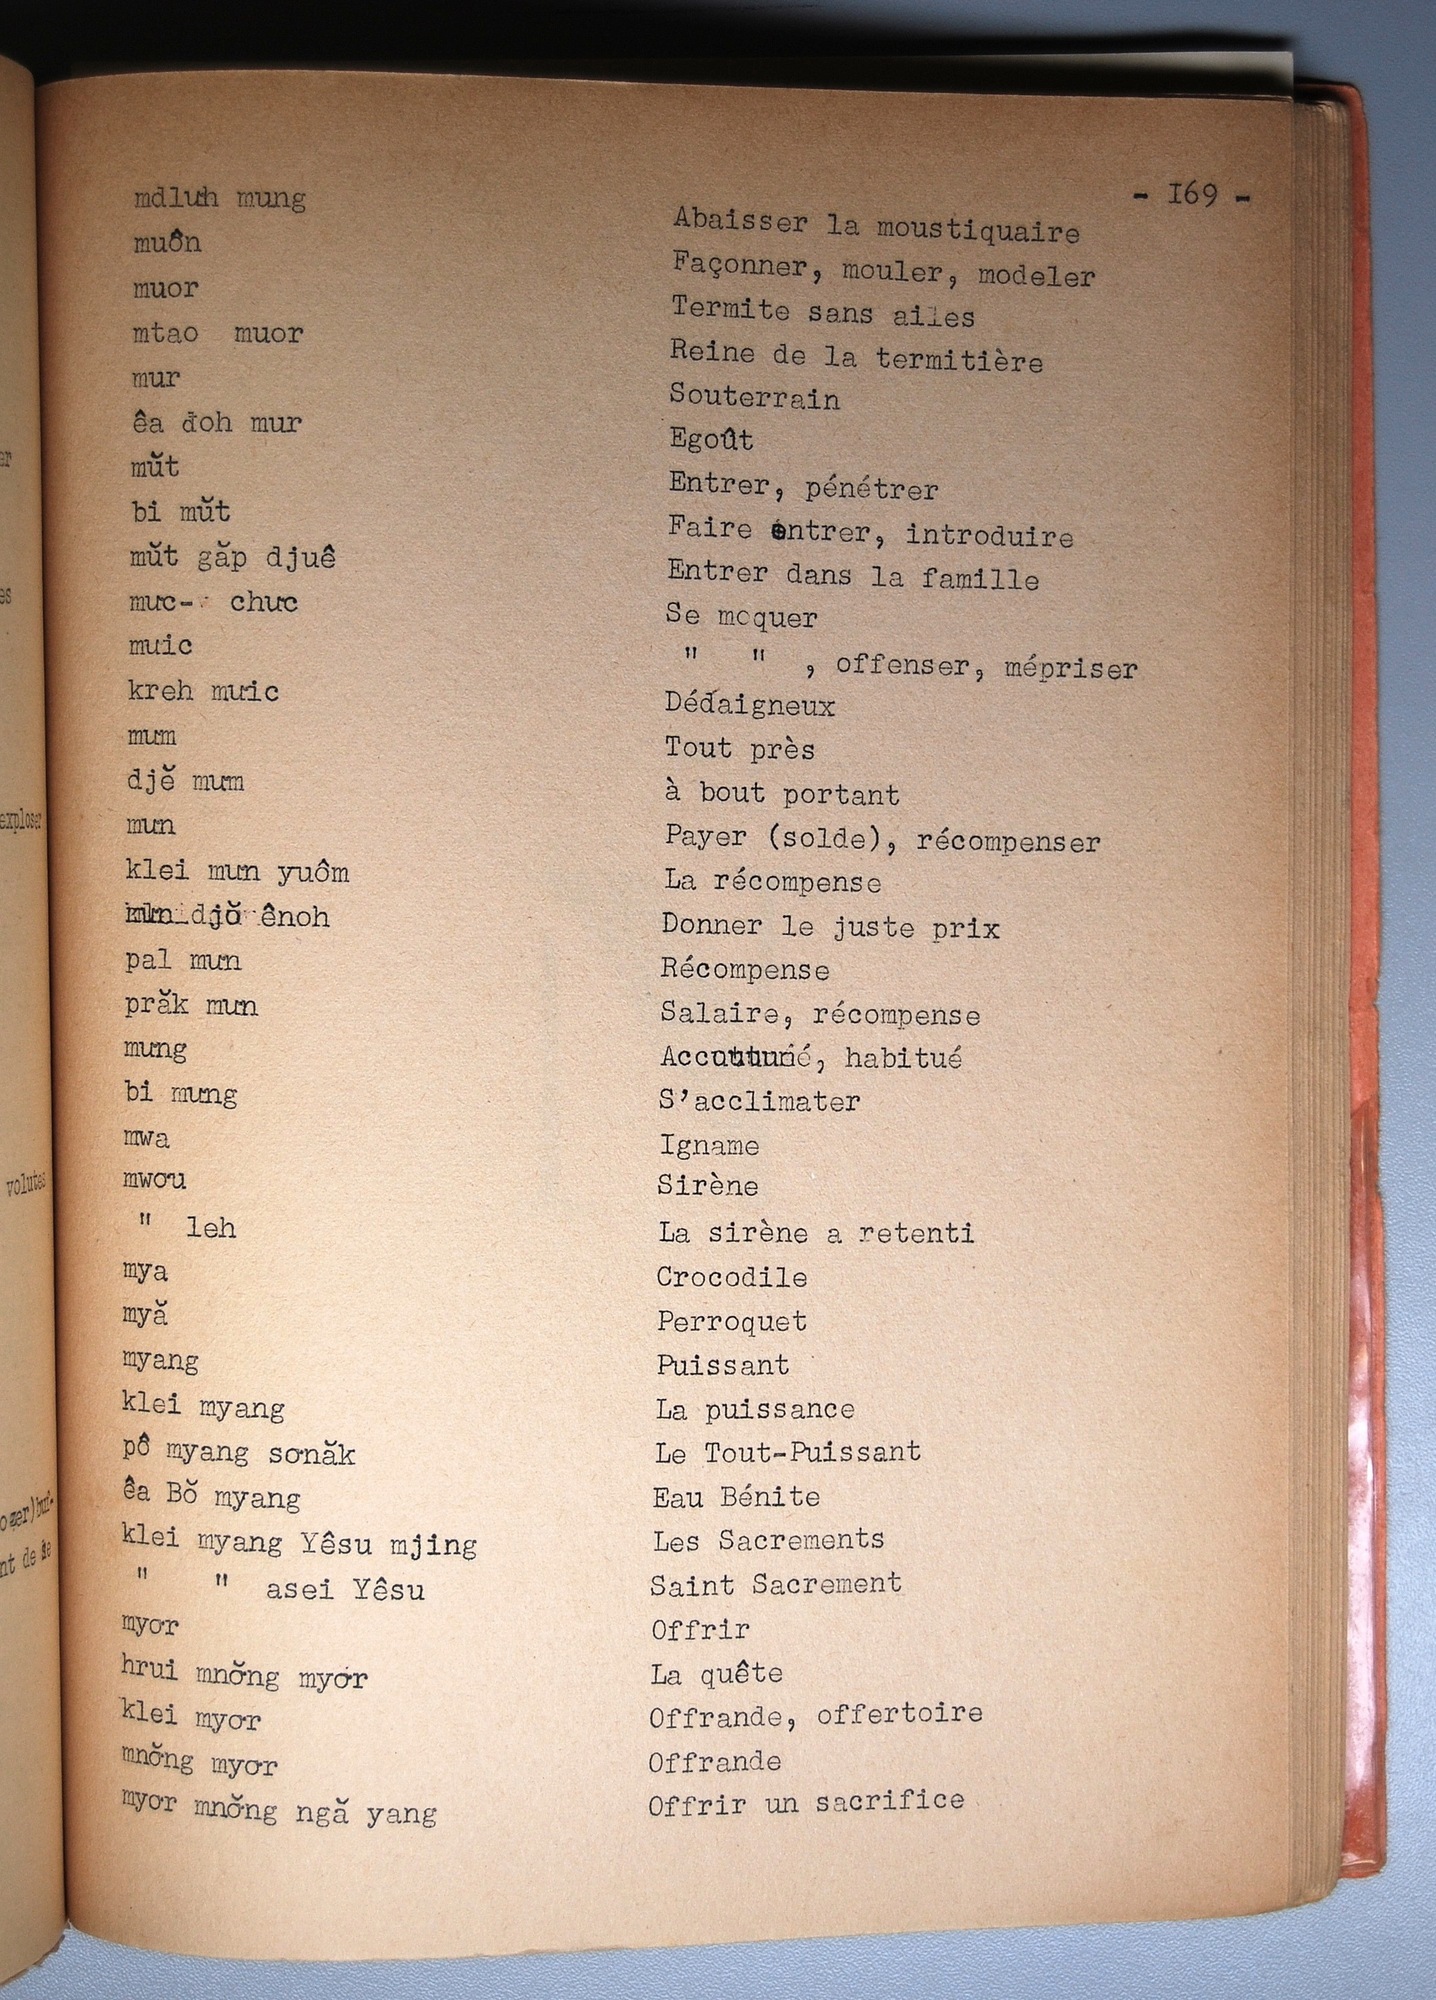 - I69 -
mdluh mung Abaisser la moustiquaire
muôn Façonner, mouler, modeler
muor Termite sans ailes
mtao muor Reine de la termitière
mur Souterrain
êa đoh mur Egoût
mŭt Entrer, pénétrer
bi mŭt Faire entrer, introduire
mŭt găp djuê Entrer dans la famille
mưc- chưc Se moquer
mưic " " , offenser, mépriser
kreh mưic Dédaigneux
mưm Tout près
djĕ mưm à bout portant
mưn Payer (solde), récompenser
klei mưn yuôm La récompense
djŏ ênoh Donner le juste prix
pal mưn Récompense
prăk mưn Salaire, récompense
mưng habitué
bi mưng S'acclimater
mwa Igname
mwơu Sirène
" leh La sirène a retenti
mya Crocodile
myă Perroquet
myang Puissant
klei myang La puissance
pô myang sơnăk Le Tout-Puissant
êa Bŏ myang Eau Bénite
klei myang Yêsu mjing Les Sacrements
" " asei Yêsu Saint Sacrement
myơr Offrir
hrui mnơ̆ng myơr La quête
klei myơr Offrande, offertoire
mnơ̆ng myơr Offrande
myơr mnơ̆ng ngă yang Offrir un sacrifice
er
es
exploser
volutes